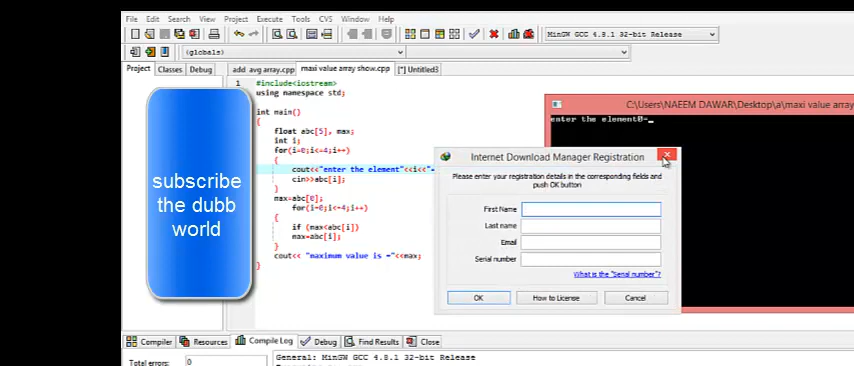 File Edit Search View Project Execute Tools CVS Window Help
MinGW GCC 4.8.1 32-bit Release
(globals)
Project Classes Debug
add avg array.cpp maxi value array show.cpp [*] Untitled3
1 #include<iostream>
using namespace std;
int main()
{
float abc[5], max;
int i;
for(i=0;i<=4;i++)
{
cout<<"enter the element"<<i<<"=
cin>>abc[i];
}
max=abc[0];
for(i=0;i<=4;i++)
{
if (max<abc[i])
max=abc[i];
}
cout<< "maximum value is ="<<max;
}
subscribe
the dubb
world
C:\Users\NAEEM DAWAR\Desktop\a\maxi value array
enter the element0=
Internet Download Manager Registration
Please enter your registration details in the corresponding fields and
push OK button
First Name
Last name
Email
Serial number
What is the "Serial number"?
OK How to License Cancel
Compiler Resources Compile Log Debug Find Results Close
Total errors: 0
General: MinGW GCC 4.8.1 32-bit Release